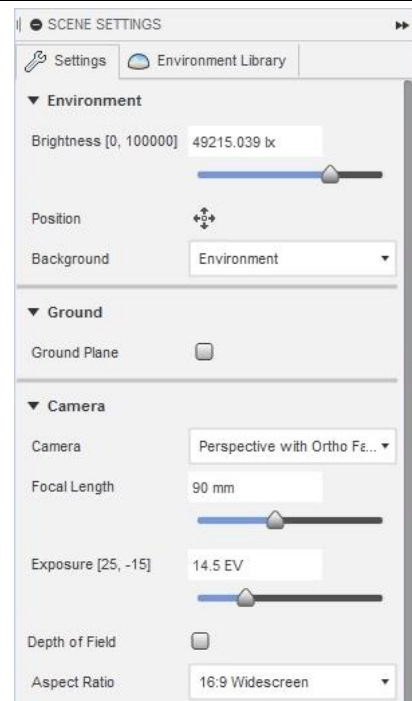 SCENE SETTINGS
Settings Environment Library
Environment
Brightness [0, 100000] 49215.039 lx
Position
Background Environment
Ground
Ground Plane
Camera
Camera Perspective with Ortho Fa...
Focal Length 90 mm
Exposure [25, -15] 14.5 EV
Depth of Field
Aspect Ratio 16:9 Widescreen